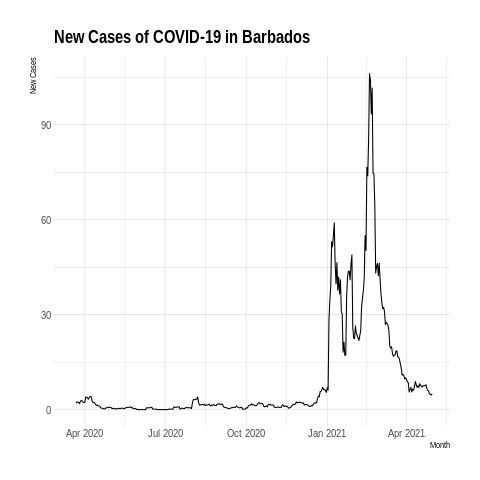 New Cases of COVID-19 in Barbados
New Cases
90
60
30
0
Apr 2020 Jul 2020 Oct 2020 Jan 2021 Apr 2021
Month